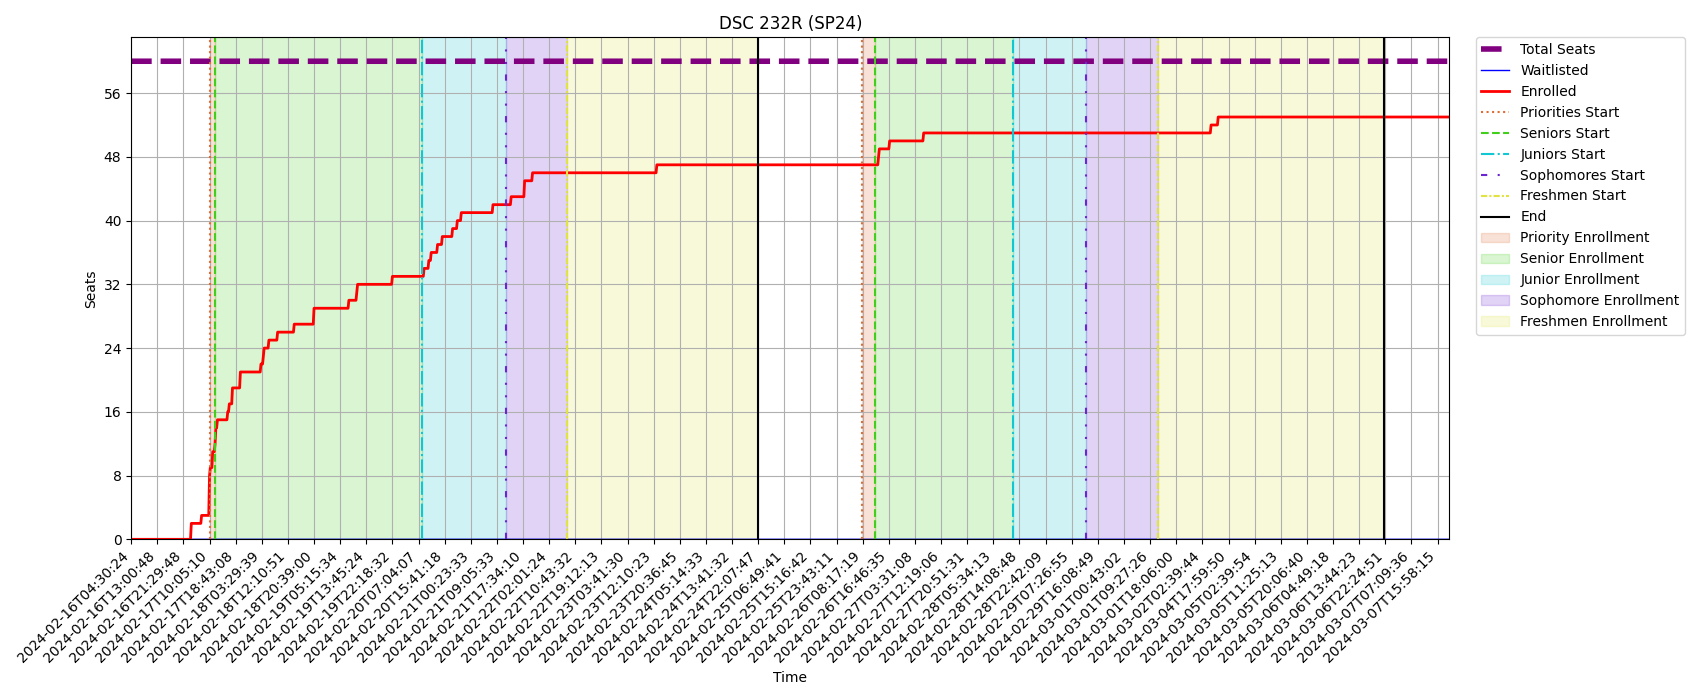 DSC 232R (SP24)
Total Seats
Waitlisted
Enrolled
Priorities Start
Seniors Start
Juniors Start
Sophomores Start
Freshmen Start
End
Priority Enrollment
Senior Enrollment
Junior Enrollment
Sophomore Enrollment
Freshmen Enrollment
Seats
56
48
40
32
24
16
8
0
2024-02-16T04:30:24
2024-02-16T13:00:48
2024-02-16T21:29:48
2024-02-17T10:05:10
2024-02-17T18:43:08
2024-02-18T03:29:39
2024-02-18T12:10:51
2024-02-18T20:39:00
2024-02-19T05:15:34
2024-02-19T13:45:24
2024-02-19T22:18:32
2024-02-20T07:04:07
2024-02-20T15:41:18
2024-02-21T00:23:33
2024-02-21T09:05:33
2024-02-21T17:34:10
2024-02-22T02:01:24
2024-02-22T10:43:32
2024-02-22T19:12:13
2024-02-23T03:41:30
2024-02-23T12:10:23
2024-02-23T20:36:45
2024-02-24T05:14:33
2024-02-24T13:41:32
2024-02-24T22:07:47
2024-02-25T06:49:41
2024-02-25T15:16:42
2024-02-25T23:43:11
2024-02-26T08:17:19
2024-02-26T16:46:35
2024-02-27T03:31:08
2024-02-27T12:19:06
2024-02-27T20:51:31
2024-02-28T05:34:13
2024-02-28T14:08:48
2024-02-28T22:42:09
2024-02-29T07:26:53
2024-02-29T16:08:49
2024-03-01T00:43:02
2024-03-01T09:27:26
2024-03-01T18:06:00
2024-03-02T02:39:44
2024-03-04T17:59:50
2024-03-05T02:39:54
2024-03-05T11:25:13
2024-03-05T20:06:40
2024-03-06T04:49:18
2024-03-06T13:44:23
2024-03-06T22:24:51
2024-03-07T07:09:36
2024-03-07T15:58:15
Time